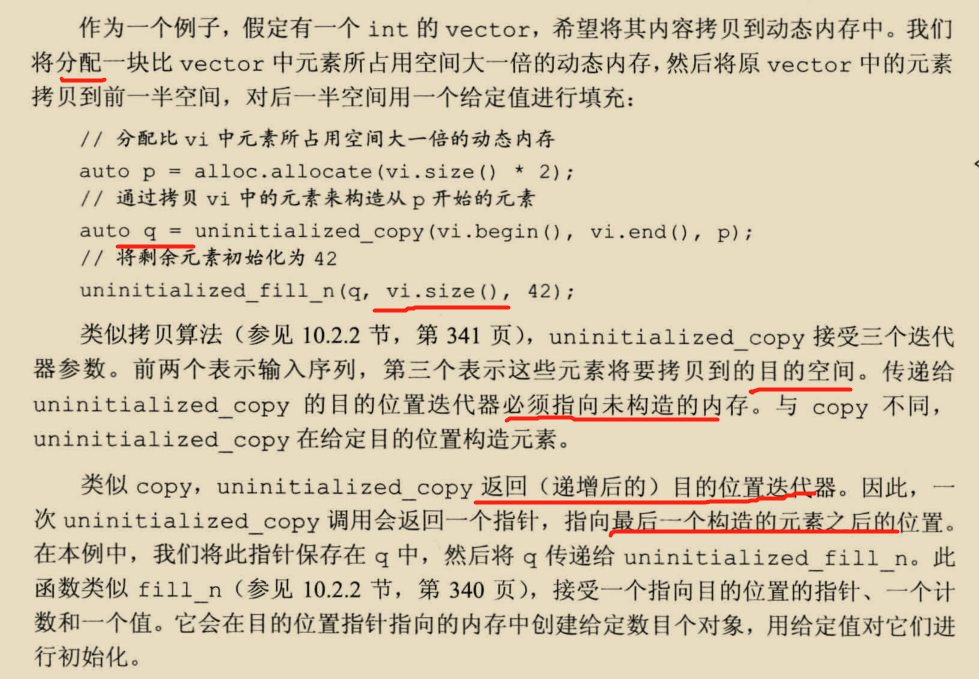 作为一个例子，假定有一个 int 的 vector，希望将其内容拷贝到动态内存中。我们
将分配一块比 vector 中元素所占用空间大一倍的动态内存，然后将原 vector 中的元素
拷贝到前一半空间，对后一半空间用一个给定值进行填充：
// 分配比 vi 中元素所占用空间大一倍的动态内存
auto p = alloc.allocate(vi.size() * 2);
// 通过拷贝 vi 中的元素来构造从 p 开始的元素
auto q = uninitialized_copy(vi.begin(), vi.end(), p);
// 将剩余元素初始化为 42
uninitialized_fill_n(q, vi.size(), 42);
类似拷贝算法（参见 10.2.2 节，第 341 页），uninitialized_copy 接受三个迭代
器参数。前两个表示输入序列，第三个表示这些元素将要拷贝到的目的空间。传递给
uninitialized_copy 的目的位置迭代器必须指向未构造的内存。与 copy 不同，
uninitialized_copy 在给定目的位置构造元素。
类似 copy，uninitialized_copy 返回（递增后的）目的位置迭代器。因此，一
次 uninitialized_copy 调用会返回一个指针，指向最后一个构造的元素之后的位置。
在本例中，我们将此指针保存在 q 中，然后将 q 传递给 uninitialized_fill_n。此
函数类似 fill_n（参见 10.2.2 节，第 340 页），接受一个指向目的位置的指针、一个计
数和一个值。它会在目的位置指针指向的内存中创建给定数目个对象，用给定值对它们进
行初始化。